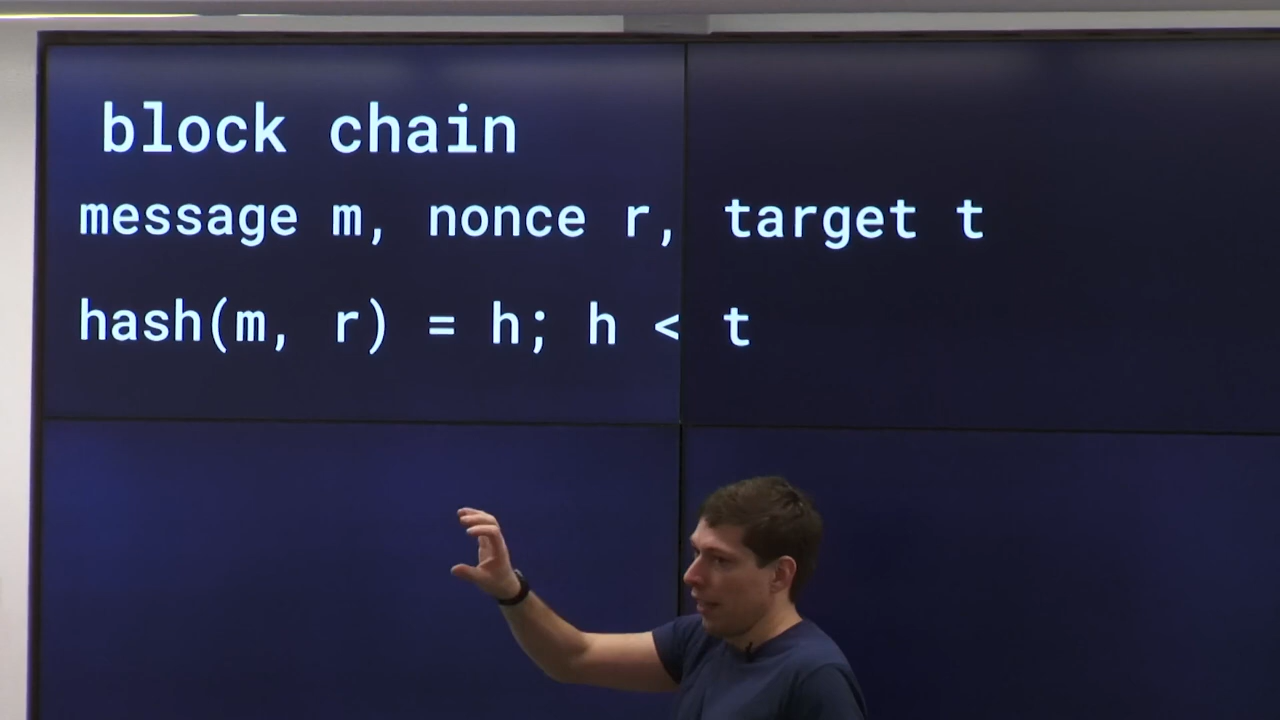 block chain
message m, nonce r, target t
hash(m, r) = h; h < t